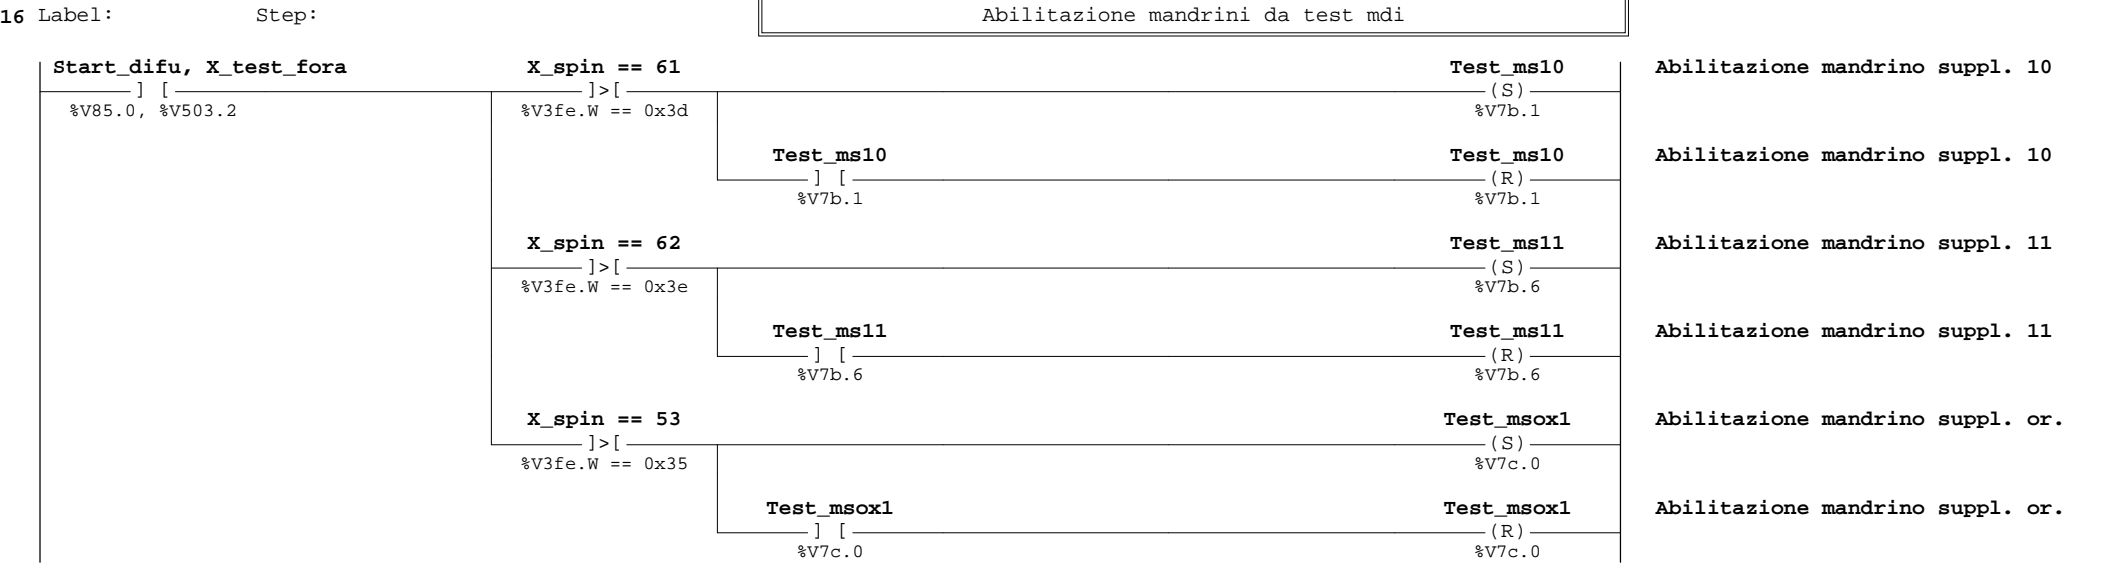 16 Label: Step: Abilitazione mandrini da test mdi
Start_difu, X_test_fora X_spin == 61 Test_ms10 Abilitazione mandrino suppl. 10
] [ ]>[ (S)
%V85.0, %V503.2 %V3fe.W == 0x3d %V7b.1
Test_ms10 Test_ms10 Abilitazione mandrino suppl. 10
] [ (R)
%V7b.1 %V7b.1
X_spin == 62 Test_ms11 Abilitazione mandrino suppl. 11
]>[ (S)
%V3fe.W == 0x3e %V7b.6
Test_ms11 Test_ms11 Abilitazione mandrino suppl. 11
] [ (R)
%V7b.6 %V7b.6
X_spin == 53 Test_msox1 Abilitazione mandrino suppl. or.
]>[ (S)
%V3fe.W == 0x35 %V7c.0
Test_msox1 Test_msox1 Abilitazione mandrino suppl. or.
] [ (R)
%V7c.0 %V7c.0